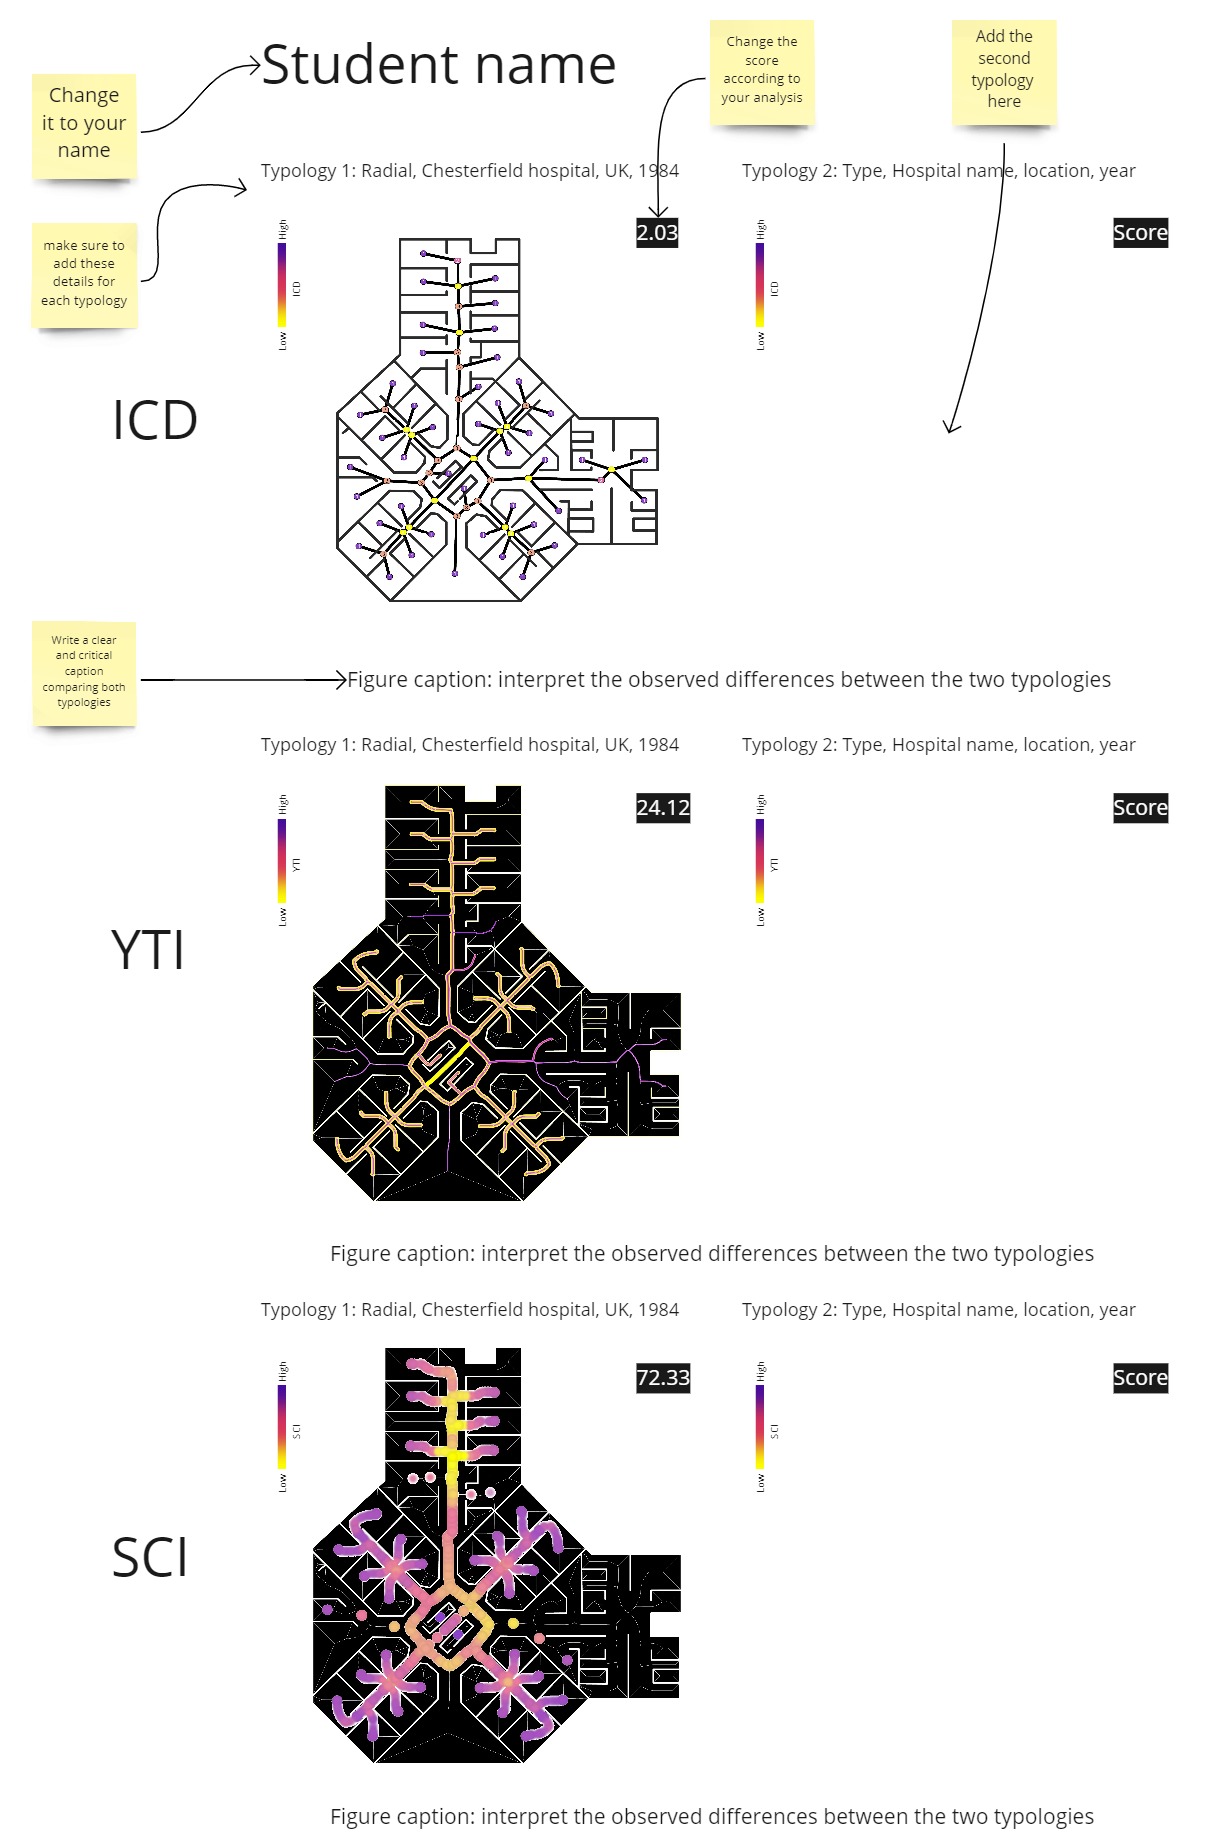 Student name
Change
it to your
name
Change the
score
according to
your analysis
Add the
second
typology
here
make sure to
add these
details for
each typology
Typology 1: Radial, Chesterfield hospital, UK, 1984
Typology 2: Type, Hospital name, location, year
ICD
High
ICD
Low
2.03
High
ICD
Low
Score
Write a clear
and critical
caption
comparing both
typologies
Figure caption: interpret the observed differences between the two typologies
Typology 1: Radial, Chesterfield hospital, UK, 1984
Typology 2: Type, Hospital name, location, year
YTI
High
YTI
Low
24.12
High
YTI
Low
Score
Figure caption: interpret the observed differences between the two typologies
Typology 1: Radial, Chesterfield hospital, UK, 1984
Typology 2: Type, Hospital name, location, year
SCI
High
SCI
Low
72.33
High
SCI
Low
Score
Figure caption: interpret the observed differences between the two typologies